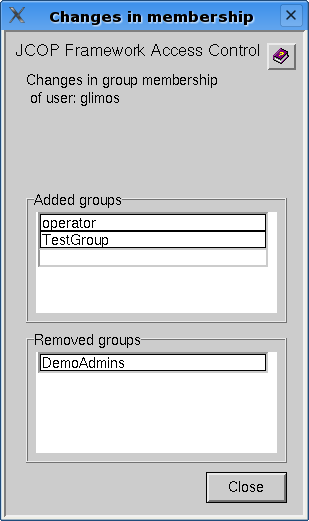 Changes in membership
JCOP Framework Access Control
Changes in group membership
of user: glimos
Added groups
operator
TestGroup
Removed groups
DemoAdmins
Close